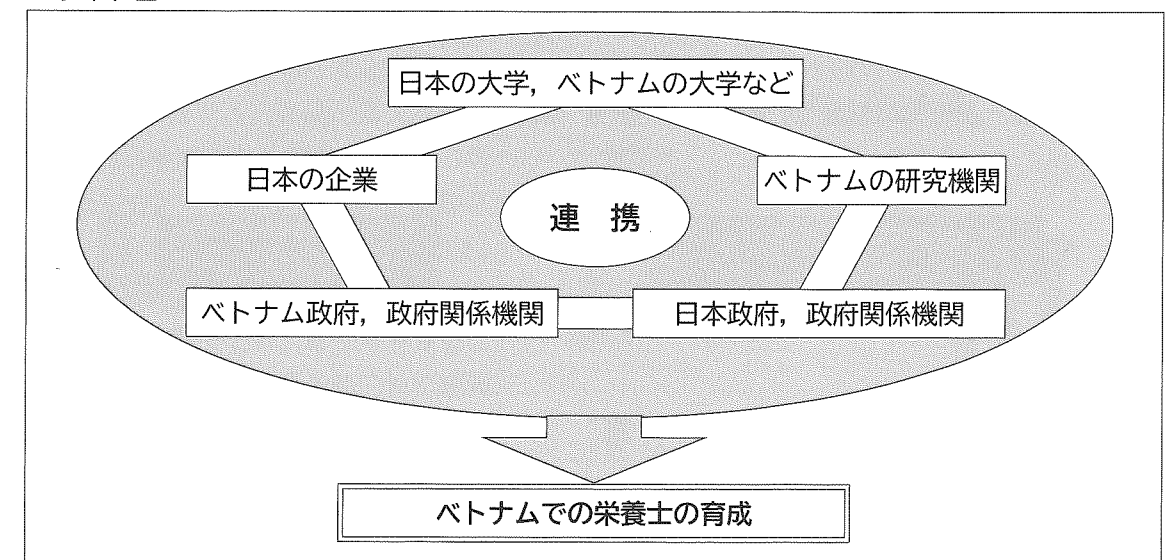 日本の大学，ベトナムの大学など
日本の企業
ベトナムの研究機関
連　携
ベトナム政府，政府関係機関
日本政府，政府関係機関
ベトナムでの栄養士の育成